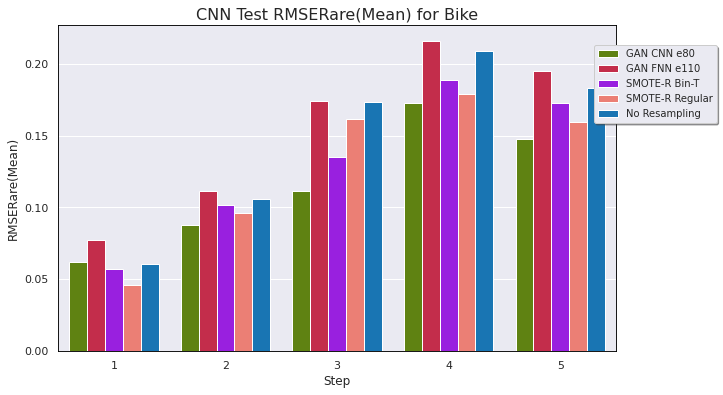 CNN Test RMSERare(Mean) for Bike
RMSERare(Mean)
0.20
0.15
0.10
0.05
0.00
1 2 3 4 5
Step
GAN CNN e80
GAN FNN e110
SMOTE-R Bin-T
SMOTE-R Regular
No Resampling